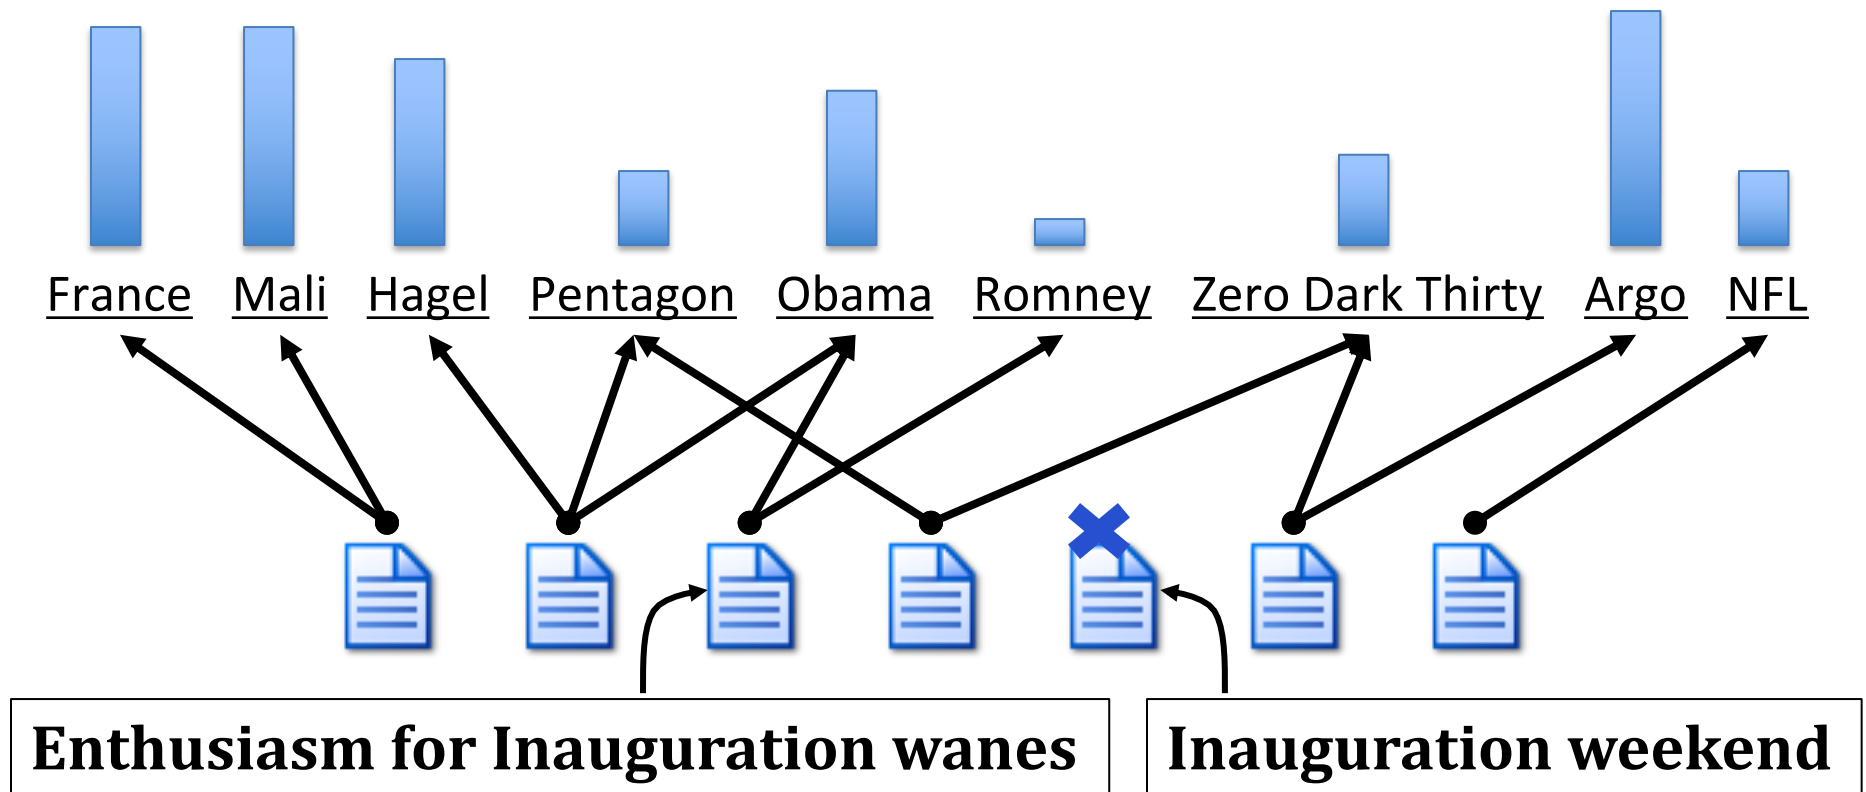 France Mali Hagel Pentagon Obama Romney Zero Dark Thirty Argo NFL
Enthusiasm for Inauguration wanes
Inauguration weekend